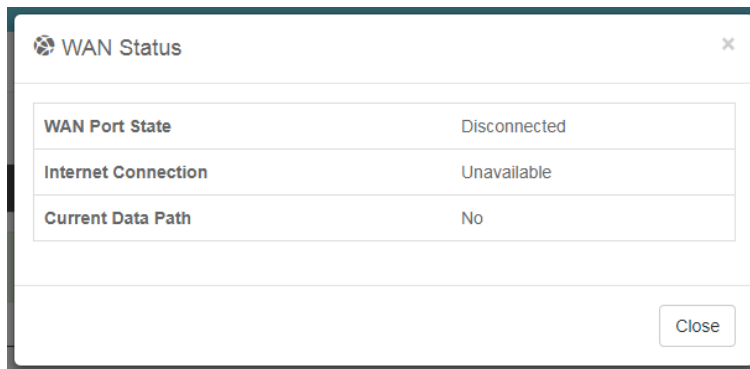 WAN Status ×
WAN Port State Disconnected
Internet Connection Unavailable
Current Data Path No
Close